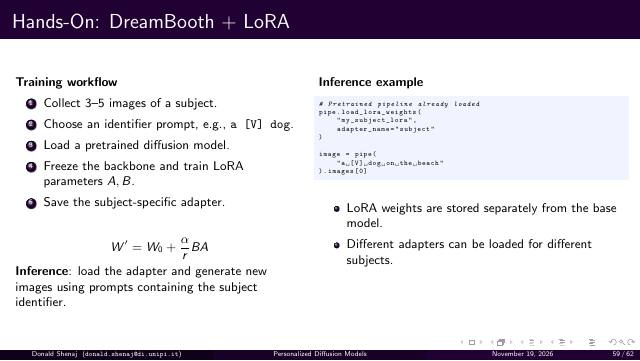 Hands-On: DreamBooth + LoRA
Training workflow
1 Collect 3–5 images of a subject.
2 Choose an identifier prompt, e.g., a [V] dog.
3 Load a pretrained diffusion model.
4 Freeze the backbone and train LoRA
parameters A, B.
5 Save the subject-specific adapter.
W′ = W₀ + α/r BA
Inference: load the adapter and generate new
images using prompts containing the subject
identifier.
Inference example
# Pretrained pipeline already loaded
pipe.load_lora_weights(
"my_subject_lora",
adapter_name="subject"
)
image = pipe(
"a␣[V]␣dog␣on␣the␣beach"
).images[0]
LoRA weights are stored separately from the base
model.
Different adapters can be loaded for different
subjects.
Donald Shenaj (donald.shenaj@di.unipi.it) Personalized Diffusion Models November 19, 2026 59 / 62